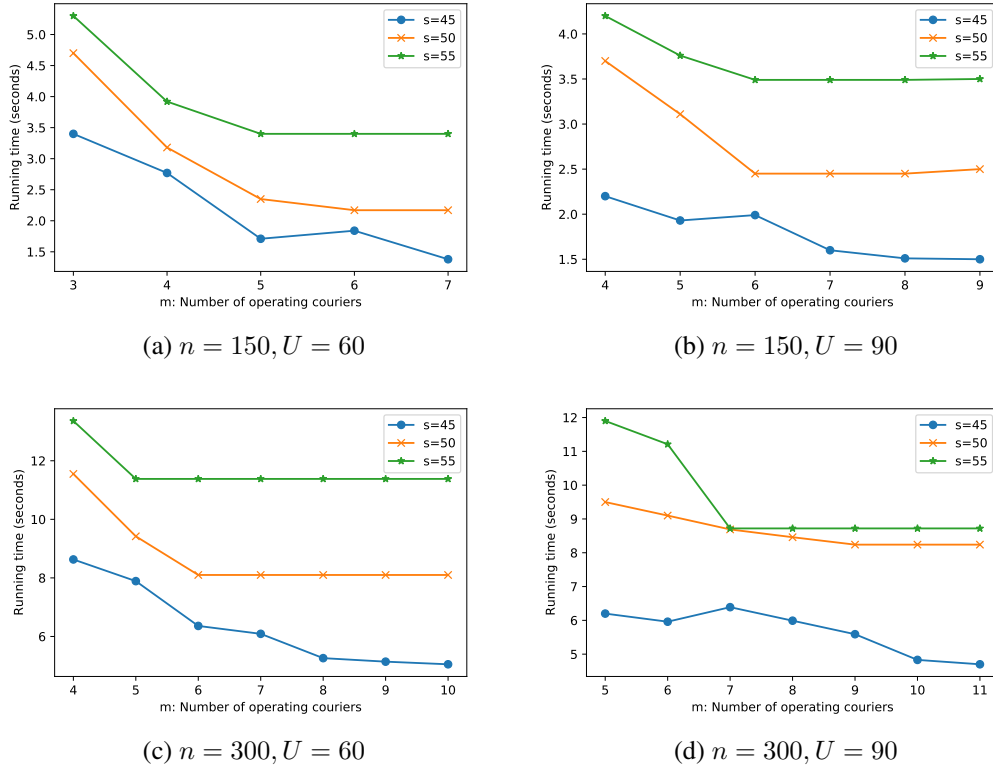 s=45
s=50
s=55
5.0
4.5
4.0
3.5
3.0
2.5
2.0
1.5
Running time (seconds)
3 4 5 6 7
m: Number of operating couriers
(a) n = 150, U = 60
s=45
s=50
s=55
4.0
3.5
3.0
2.5
2.0
1.5
Running time (seconds)
4 5 6 7 8 9
m: Number of operating couriers
(b) n = 150, U = 90
s=45
s=50
s=55
12
10
8
6
Running time (seconds)
4 5 6 7 8 9 10
m: Number of operating couriers
(c) n = 300, U = 60
s=45
s=50
s=55
12
11
10
9
8
7
6
5
Running time (seconds)
5 6 7 8 9 10 11
m: Number of operating couriers
(d) n = 300, U = 90